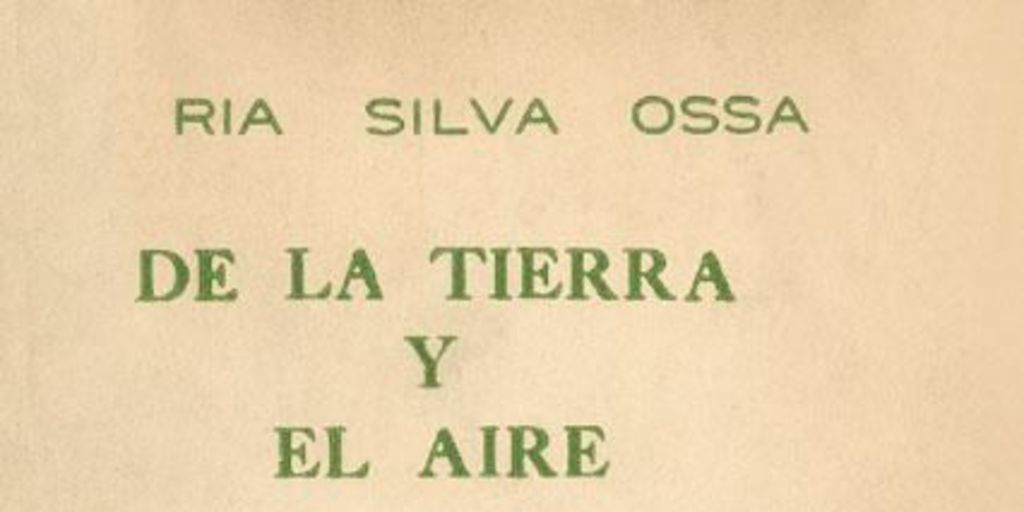 RIA SILVA OSSA
DE LA TIERRA
Y
EL AIRE